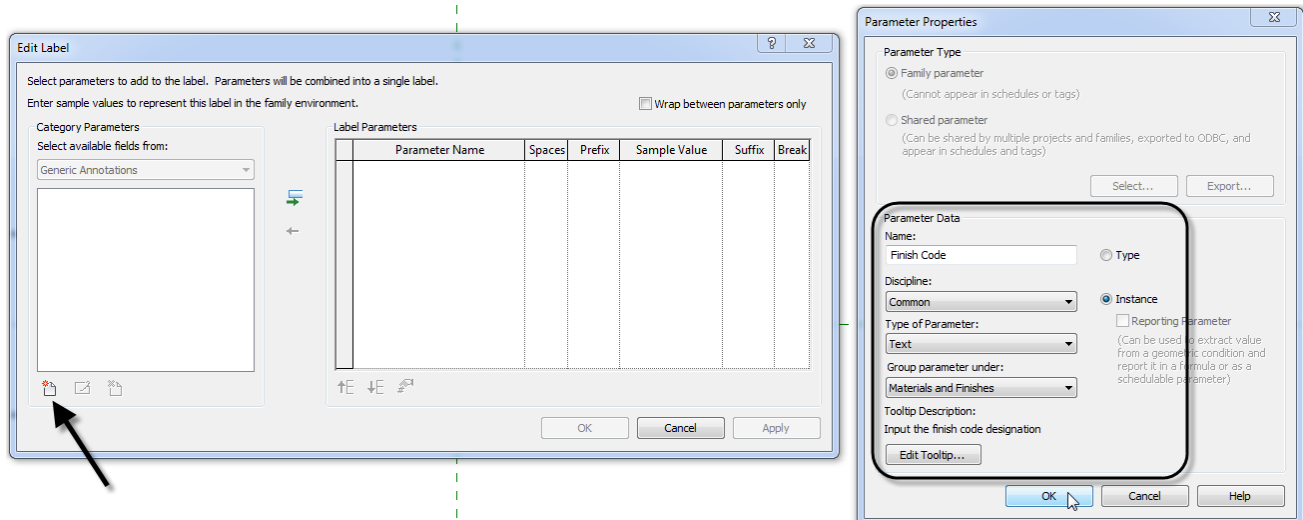 Edit Label
Select parameters to add to the label. Parameters will be combined into a single label.
Enter sample values to represent this label in the family environment.
Wrap between parameters only
Category Parameters
Select available fields from:
Generic Annotations
Label Parameters
Parameter Name Spaces Prefix Sample Value Suffix Break
OK Cancel Apply
Parameter Properties
Parameter Type
Family parameter
(Cannot appear in schedules or tags)
Shared parameter
(Can be shared by multiple projects and families, exported to ODBC, and
appear in schedules and tags)
Select... Export...
Parameter Data
Name:
Finish Code
Type
Discipline:
Common
Instance
Reporting Parameter
(Can be used to extract value
from a geometric condition and
report it in a formula or as a
schedulable parameter)
Type of Parameter:
Text
Group parameter under:
Materials and Finishes
Tooltip Description:
Input the finish code designation
Edit Tooltip...
OK Cancel Help